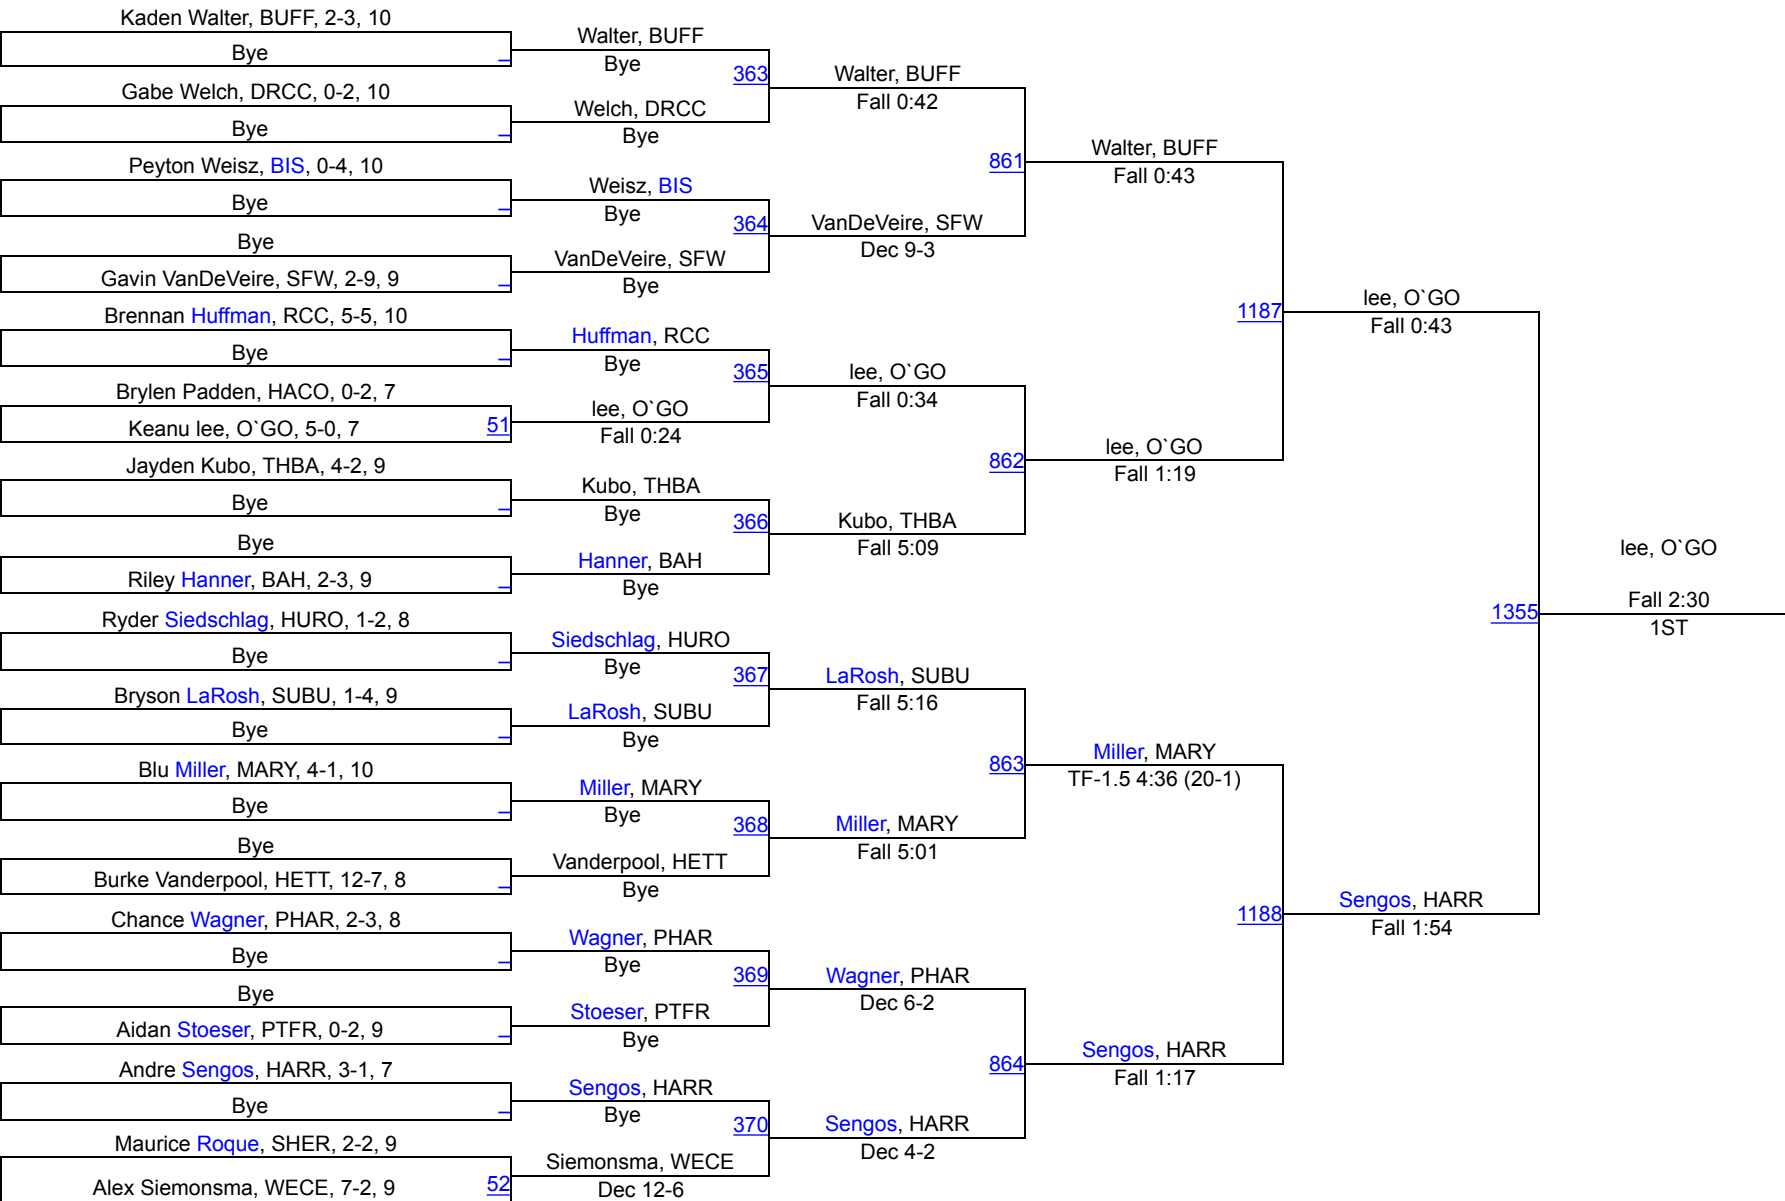 Kaden Walter, BUFF, 2-3, 10
Bye
Gabe Welch, DRCC, 0-2, 10
Bye
Peyton Weisz, BIS, 0-4, 10
Bye
Bye
Gavin VanDeVeire, SFW, 2-9, 9
Brennan Huffman, RCC, 5-5, 10
Bye
Brylen Padden, HACO, 0-2, 7
Keanu lee, O`GO, 5-0, 7
51
Jayden Kubo, THBA, 4-2, 9
Bye
Bye
Riley Hanner, BAH, 2-3, 9
Ryder Siedschlag, HURO, 1-2, 8
Bye
Bryson LaRosh, SUBU, 1-4, 9
Bye
Blu Miller, MARY, 4-1, 10
Bye
Bye
Burke Vanderpool, HETT, 12-7, 8
Chance Wagner, PHAR, 2-3, 8
Bye
Bye
Aidan Stoeser, PTFR, 0-2, 9
Andre Sengos, HARR, 3-1, 7
Bye
Maurice Roque, SHER, 2-2, 9
Alex Siemonsma, WECE, 7-2, 9
52
Walter, BUFF
Bye
363
Welch, DRCC
Bye
Weisz, BIS
Bye
364
VanDeVeire, SFW
Bye
Huffman, RCC
Bye
365
lee, O`GO
Fall 0:24
Kubo, THBA
Bye
366
Hanner, BAH
Bye
Siedschlag, HURO
Bye
367
LaRosh, SUBU
Bye
Miller, MARY
Bye
368
Vanderpool, HETT
Bye
Wagner, PHAR
Bye
369
Stoeser, PTFR
Bye
Sengos, HARR
Bye
370
Siemonsma, WECE
Dec 12-6
Walter, BUFF
Fall 0:42
861
VanDeVeire, SFW
Dec 9-3
lee, O`GO
Fall 0:34
862
Kubo, THBA
Fall 5:09
LaRosh, SUBU
Fall 5:16
863
Miller, MARY
Fall 5:01
Wagner, PHAR
Dec 6-2
864
Sengos, HARR
Dec 4-2
Walter, BUFF
Fall 0:43
1187
lee, O`GO
Fall 1:19
Miller, MARY
TF-1.5 4:36 (20-1)
1188
Sengos, HARR
Fall 1:17
lee, O`GO
Fall 0:43
1355
Sengos, HARR
Fall 1:54
lee, O`GO
Fall 2:30
1ST